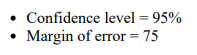 • Confidence level = 95%
• Margin of error = 75